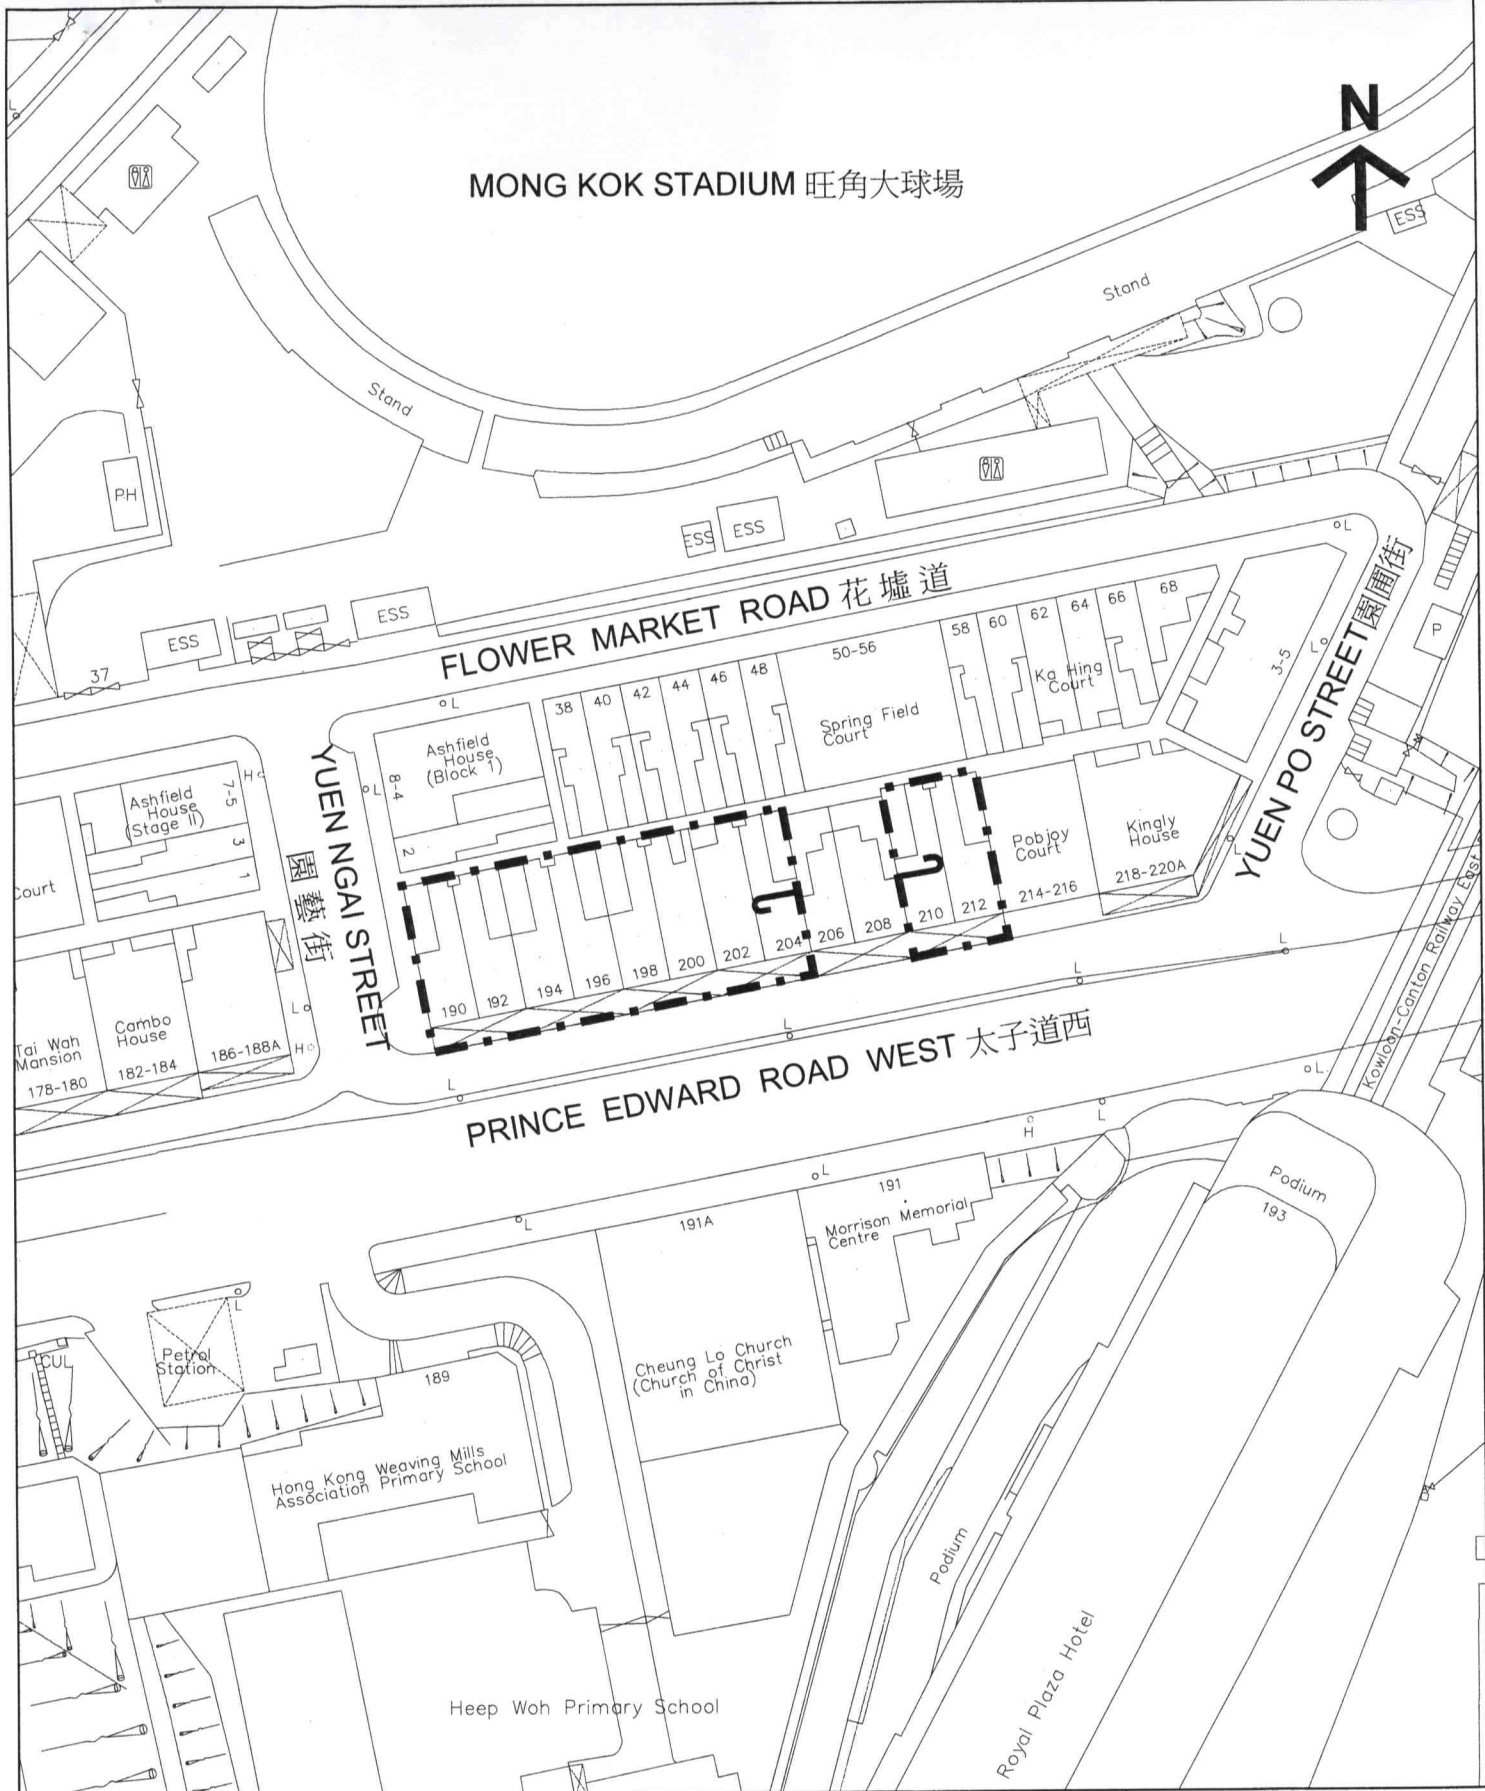 N
MONG KOK STADIUM 旺角大球場
ESS
Stand
Stand
PH
ESS
ESS
L
FLOWER MARKET ROAD 花墟道
ESS
ESS
37
L
38
40
42
44
46
48
50-56
58
60
62
64
66
68
Ka Hing
Court
Spring Field
Court
3-5
YUEN PO STREET 園圃街
L
P
Ashfield
House
(Block 1)
8-4
2
L
YUEN NGAI STREET
園藝街
Ashfield
House
(Stage II)
7-5
3
1
H
Court
Pobjoy
Court
214-216
Kingly
House
218-220A
L
190
192
194
196
198
200
202
204
206
208
210
212
Tai Wah
Mansion
178-180
Cambo
House
182-184
186-188A
L
H
L
L
L
L
PRINCE EDWARD ROAD WEST 太子道西
Kowloon-Canton Railway East
L
L
H
L
L
191A
191
Morrison Memorial
Centre
Podium
193
Petrol
Station
L
CUL
189
Cheung Lo Church
(Church of Christ
in China)
Hong Kong Weaving Mills
Association Primary School
Podium
Royal Plaza Hotel
Heep Woh Primary School
L